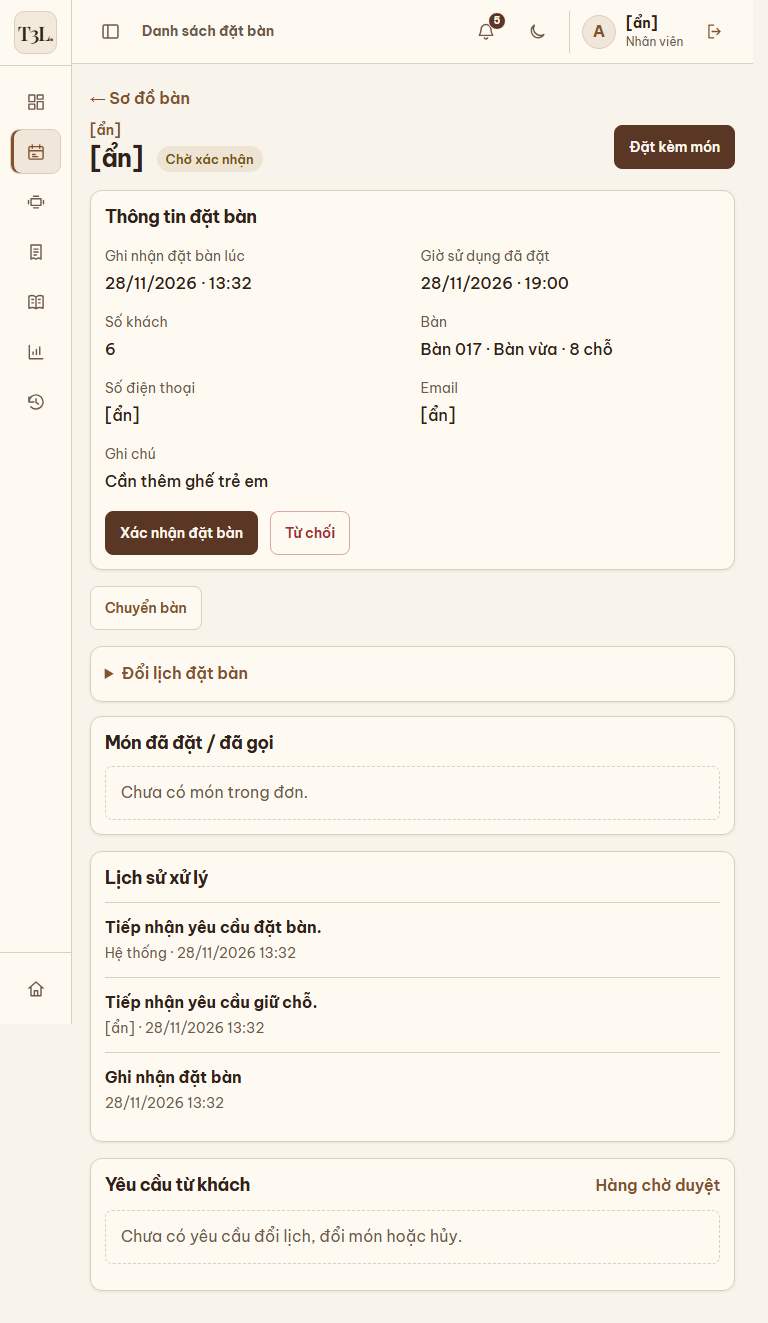 T3L.
Danh sách đặt bàn
5
A
[ẩn]
Nhân viên
← Sơ đồ bàn
[ẩn]
[ẩn]
Chờ xác nhận
Đặt kèm món
Thông tin đặt bàn
Ghi nhận đặt bàn lúc
28/11/2026 · 13:32
Giờ sử dụng đã đặt
28/11/2026 · 19:00
Số khách
6
Bàn
Bàn 017 · Bàn vừa · 8 chỗ
Số điện thoại
[ẩn]
Email
[ẩn]
Ghi chú
Cần thêm ghế trẻ em
Xác nhận đặt bàn
Từ chối
Chuyển bàn
Đổi lịch đặt bàn
Món đã đặt / đã gọi
Chưa có món trong đơn.
Lịch sử xử lý
Tiếp nhận yêu cầu đặt bàn.
Hệ thống · 28/11/2026 13:32
Tiếp nhận yêu cầu giữ chỗ.
[ẩn] · 28/11/2026 13:32
Ghi nhận đặt bàn
28/11/2026 13:32
Yêu cầu từ khách
Hàng chờ duyệt
Chưa có yêu cầu đổi lịch, đổi món hoặc hủy.